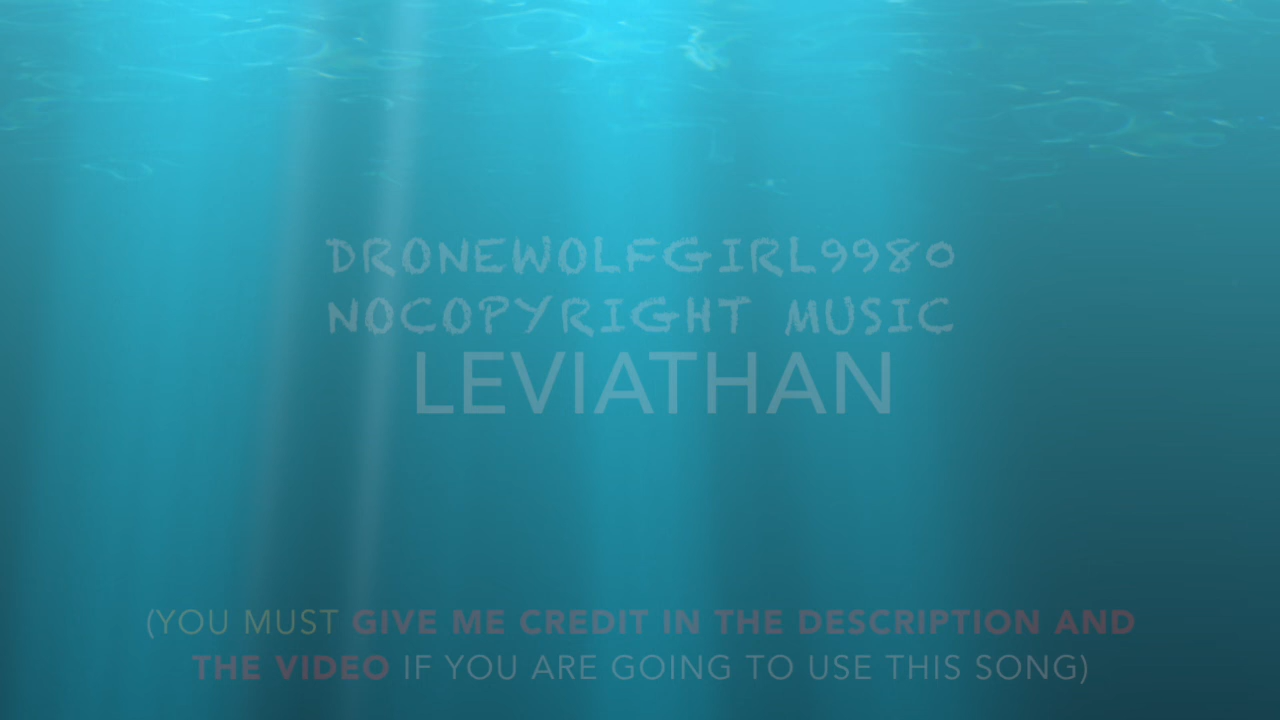 DRONEWOLFGIRL9980
NOCOPYRIGHT MUSIC
LEVIATHAN
(YOU MUST GIVE ME CREDIT IN THE DESCRIPTION AND
THE VIDEO IF YOU ARE GOING TO USE THIS SONG)